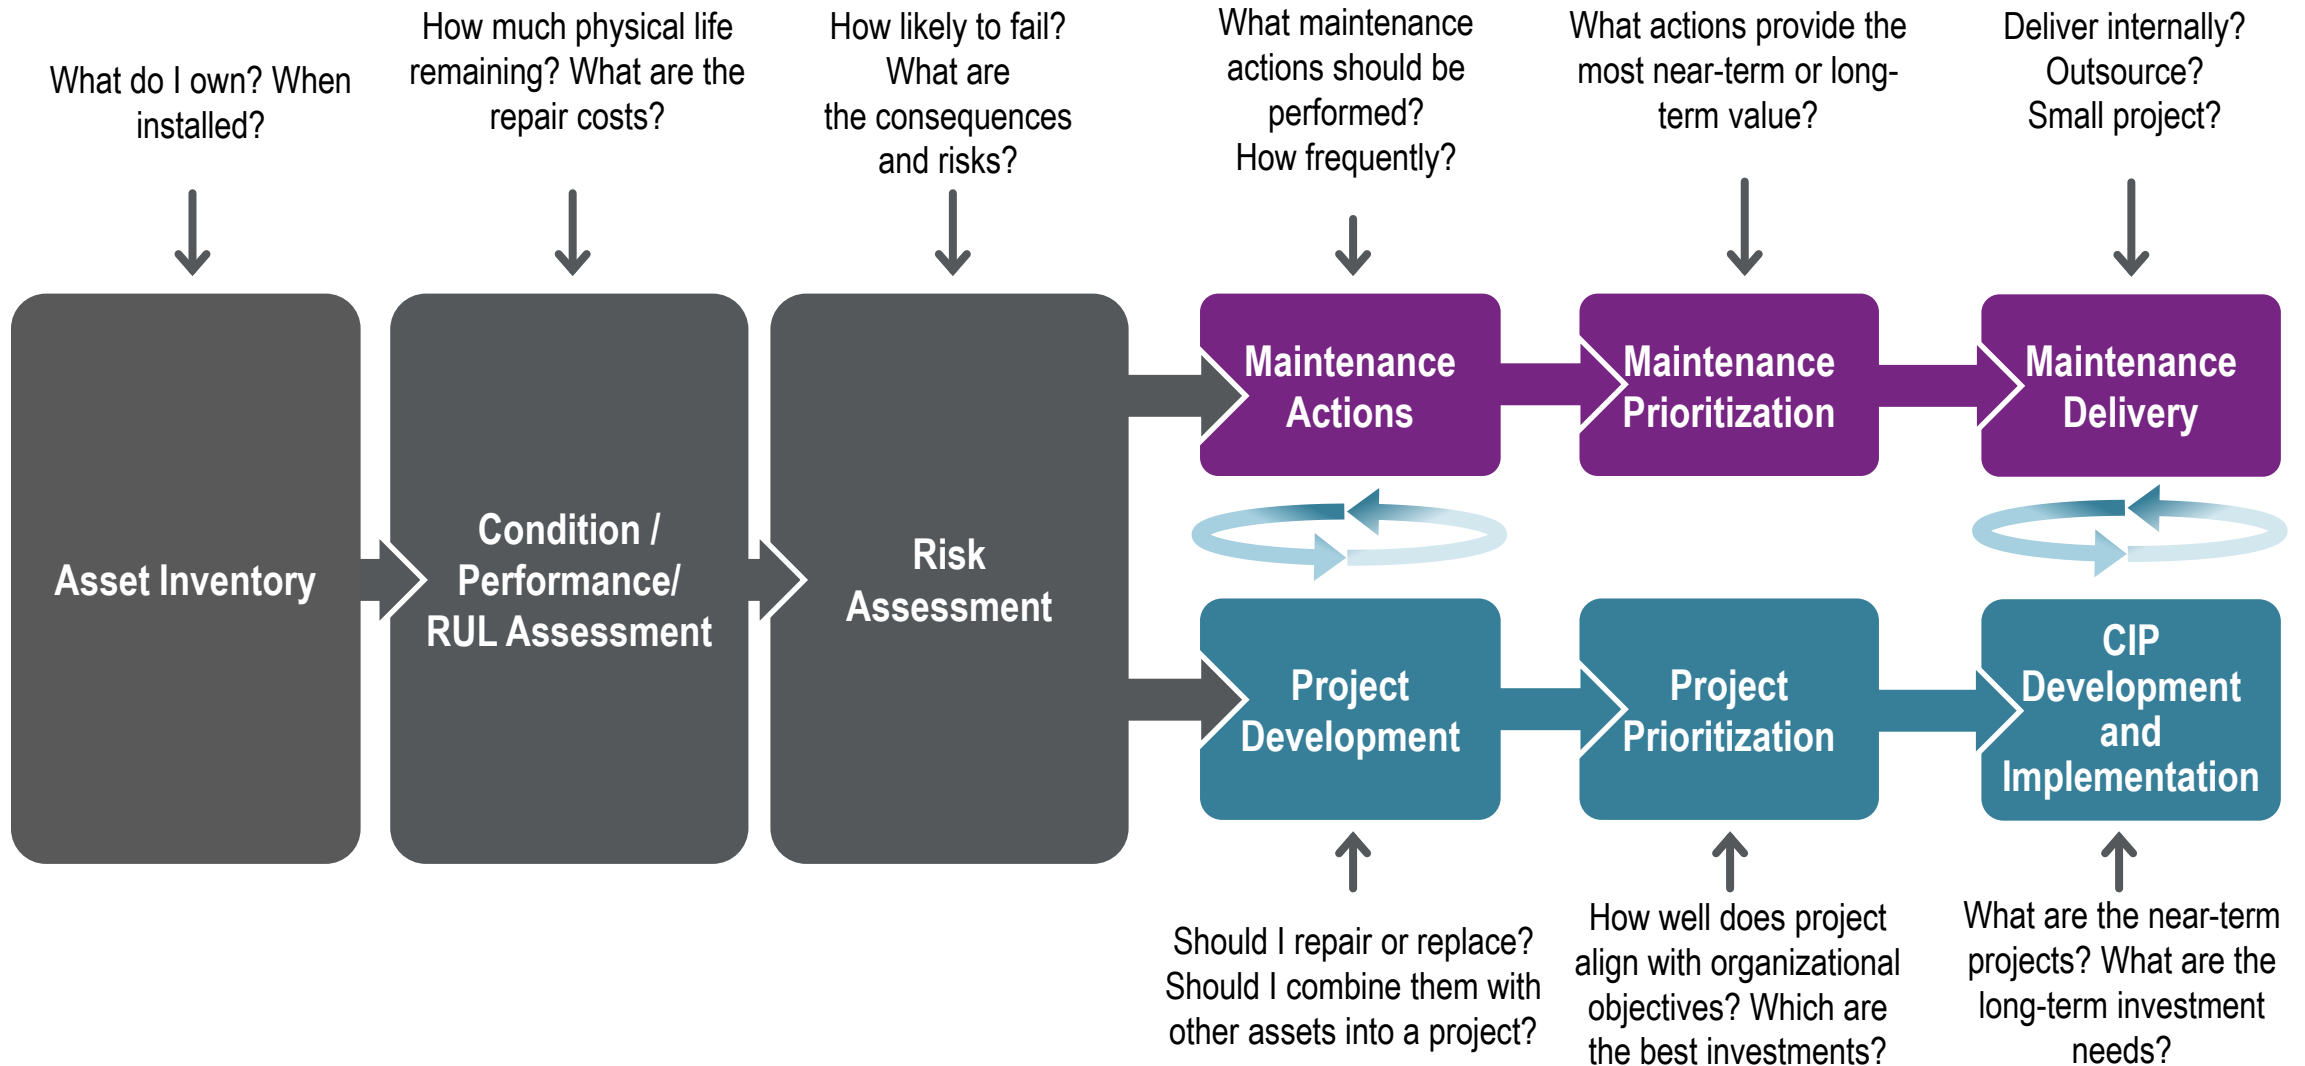 What do I own? When
installed?
How much physical life
remaining? What are the
repair costs?
How likely to fail?
What are
the consequences
and risks?
What maintenance
actions should be
performed?
How frequently?
What actions provide the
most near-term or long-
term value?
Deliver internally?
Outsource?
Small project?
Asset Inventory
Condition /
Performance/
RUL Assessment
Risk
Assessment
Maintenance
Actions
Maintenance
Prioritization
Maintenance
Delivery
Project
Development
Project
Prioritization
CIP
Development
and
Implementation
Should I repair or replace?
Should I combine them with
other assets into a project?
How well does project
align with organizational
objectives? Which are
the best investments?
What are the near-term
projects? What are the
long-term investment
needs?